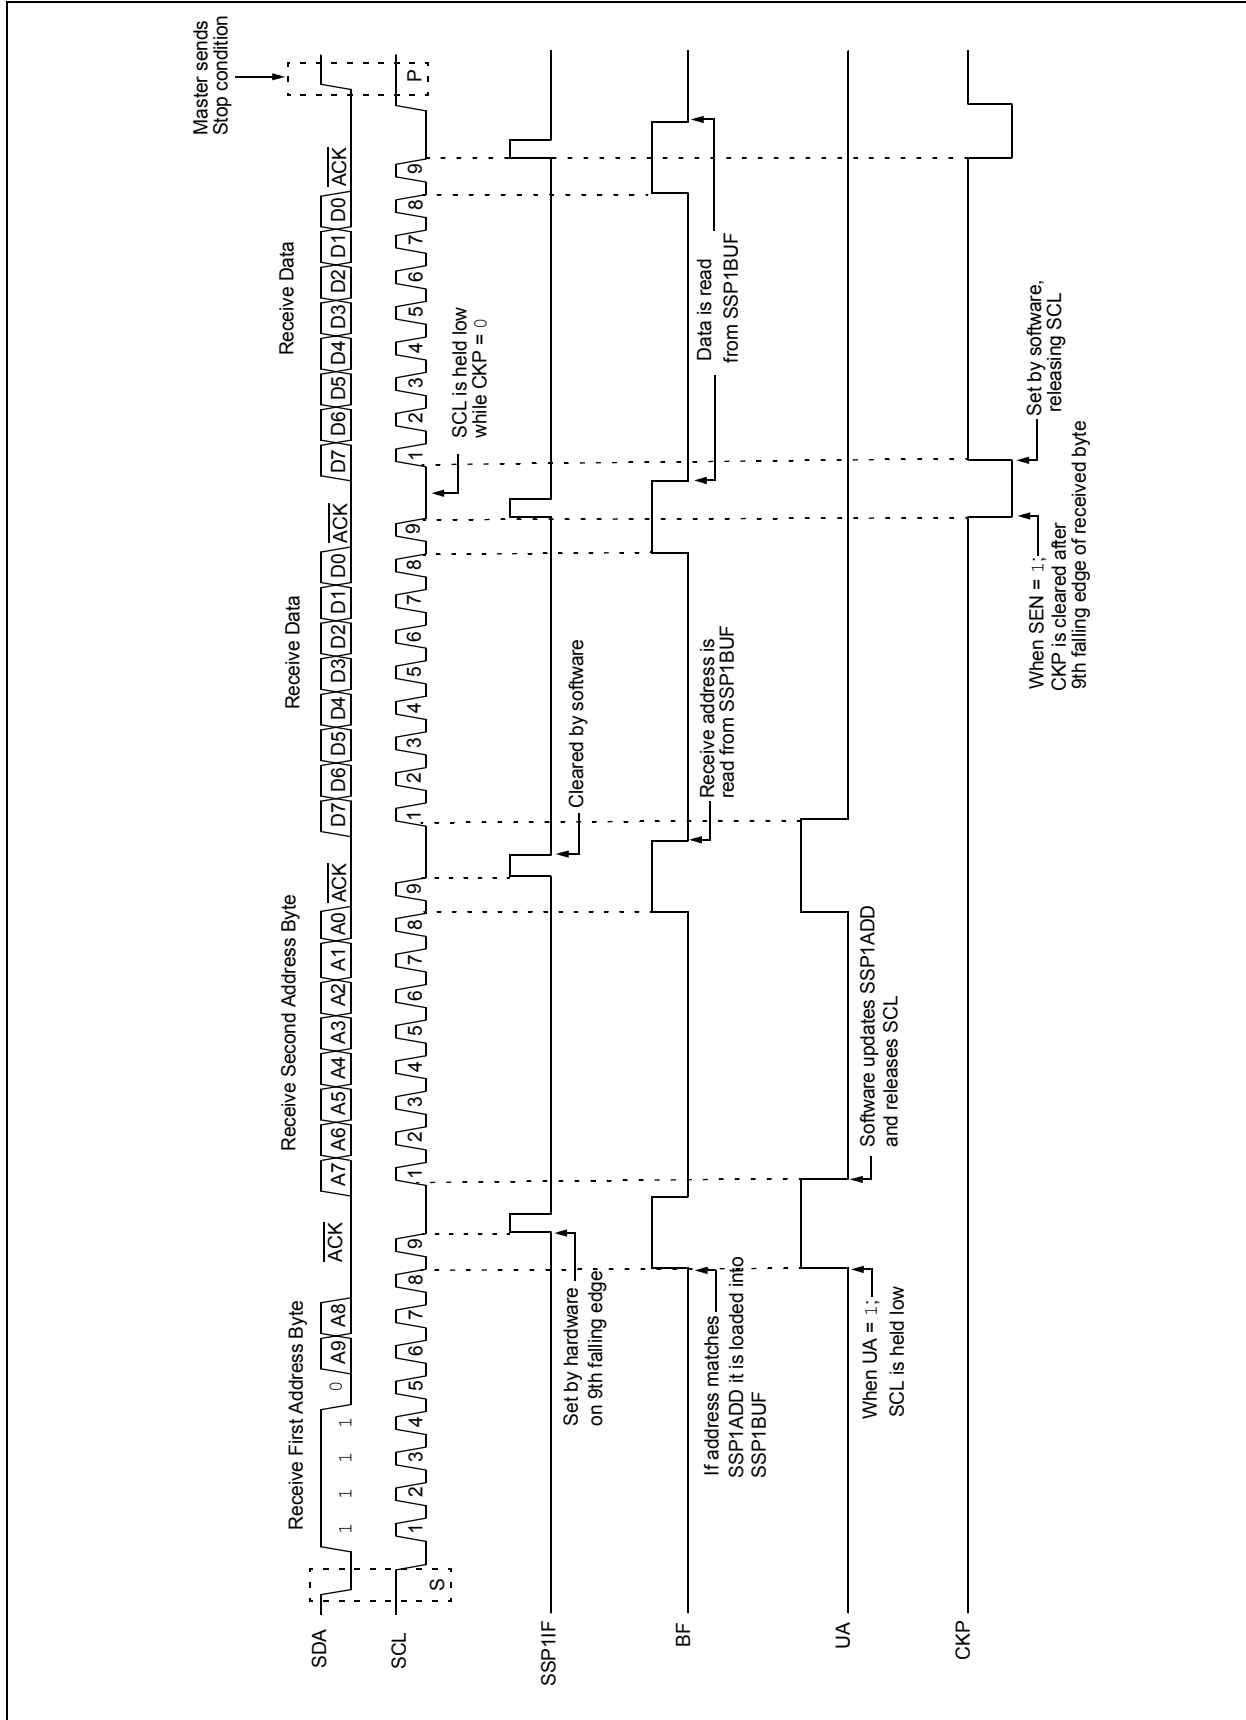 Master sends
Stop condition
Receive First Address Byte
Receive Second Address Byte
Receive Data
Receive Data
SDA
1 1 1 1 0 A9 A8 ACK A7 A6 A5 A4 A3 A2 A1 A0 ACK D7 D6 D5 D4 D3 D2 D1 D0 ACK D7 D6 D5 D4 D3 D2 D1 D0 ACK
SCL
S 1 2 3 4 5 6 7 8 9 1 2 3 4 5 6 7 8 9 1 2 3 4 5 6 7 8 9 1 2 3 4 5 6 7 8 9 P
SCL is held low
while CKP = 0
SSP1IF
Set by hardware
on 9th falling edge
Cleared by software
BF
If address matches
SSP1ADD it is loaded into
SSP1BUF
Receive address is
read from SSP1BUF
Data is read
from SSP1BUF
UA
When UA = 1;
SCL is held low
Software updates SSP1ADD
and releases SCL
CKP
When SEN = 1;
CKP is cleared after
9th falling edge of received byte
Set by software,
releasing SCL